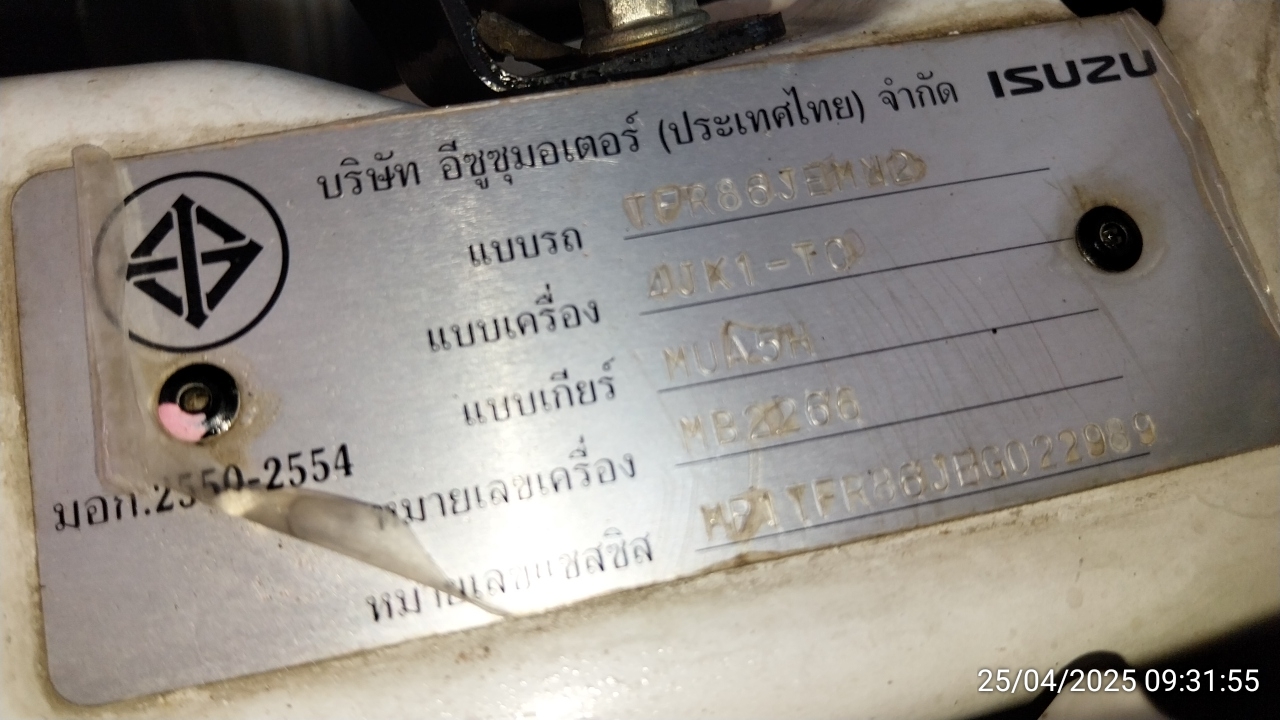 ISUZU
บริษัท อีซูซุมอเตอร์ (ประเทศไทย) จำกัด
แบบรถ
แบบเครื่อง 4JK1-TC
แบบเกียร์ MUA5H
หมายเลขเครื่อง
มอก.2550-2554
หมายเลขแชสซิส
25/04/2025 09:31:55